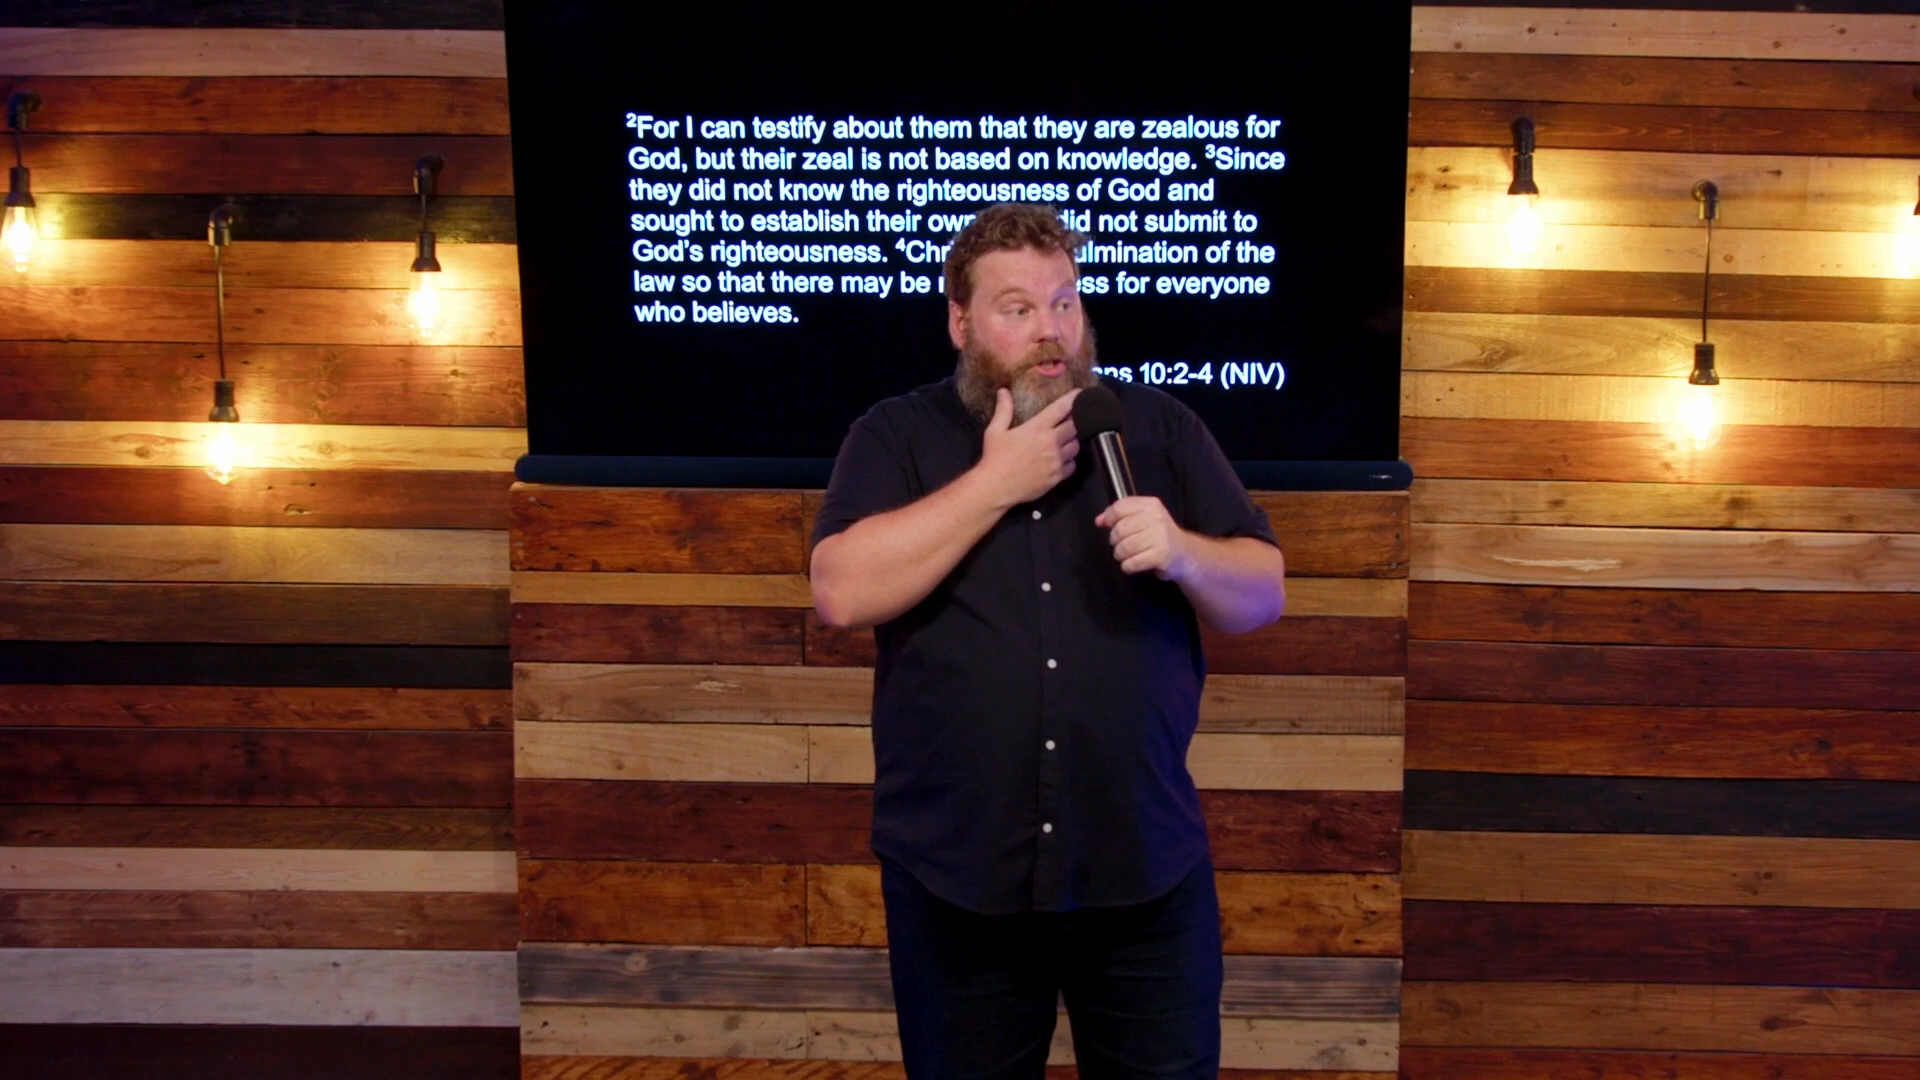 ²For I can testify about them that they are zealous for
God, but their zeal is not based on knowledge. ³Since
they did not know the righteousness of God and
sought to establish their own did not submit to
God's righteousness. ⁴ ulmination of the
law so that there may be ess for everyone
who believes.
10:2-4 (NIV)